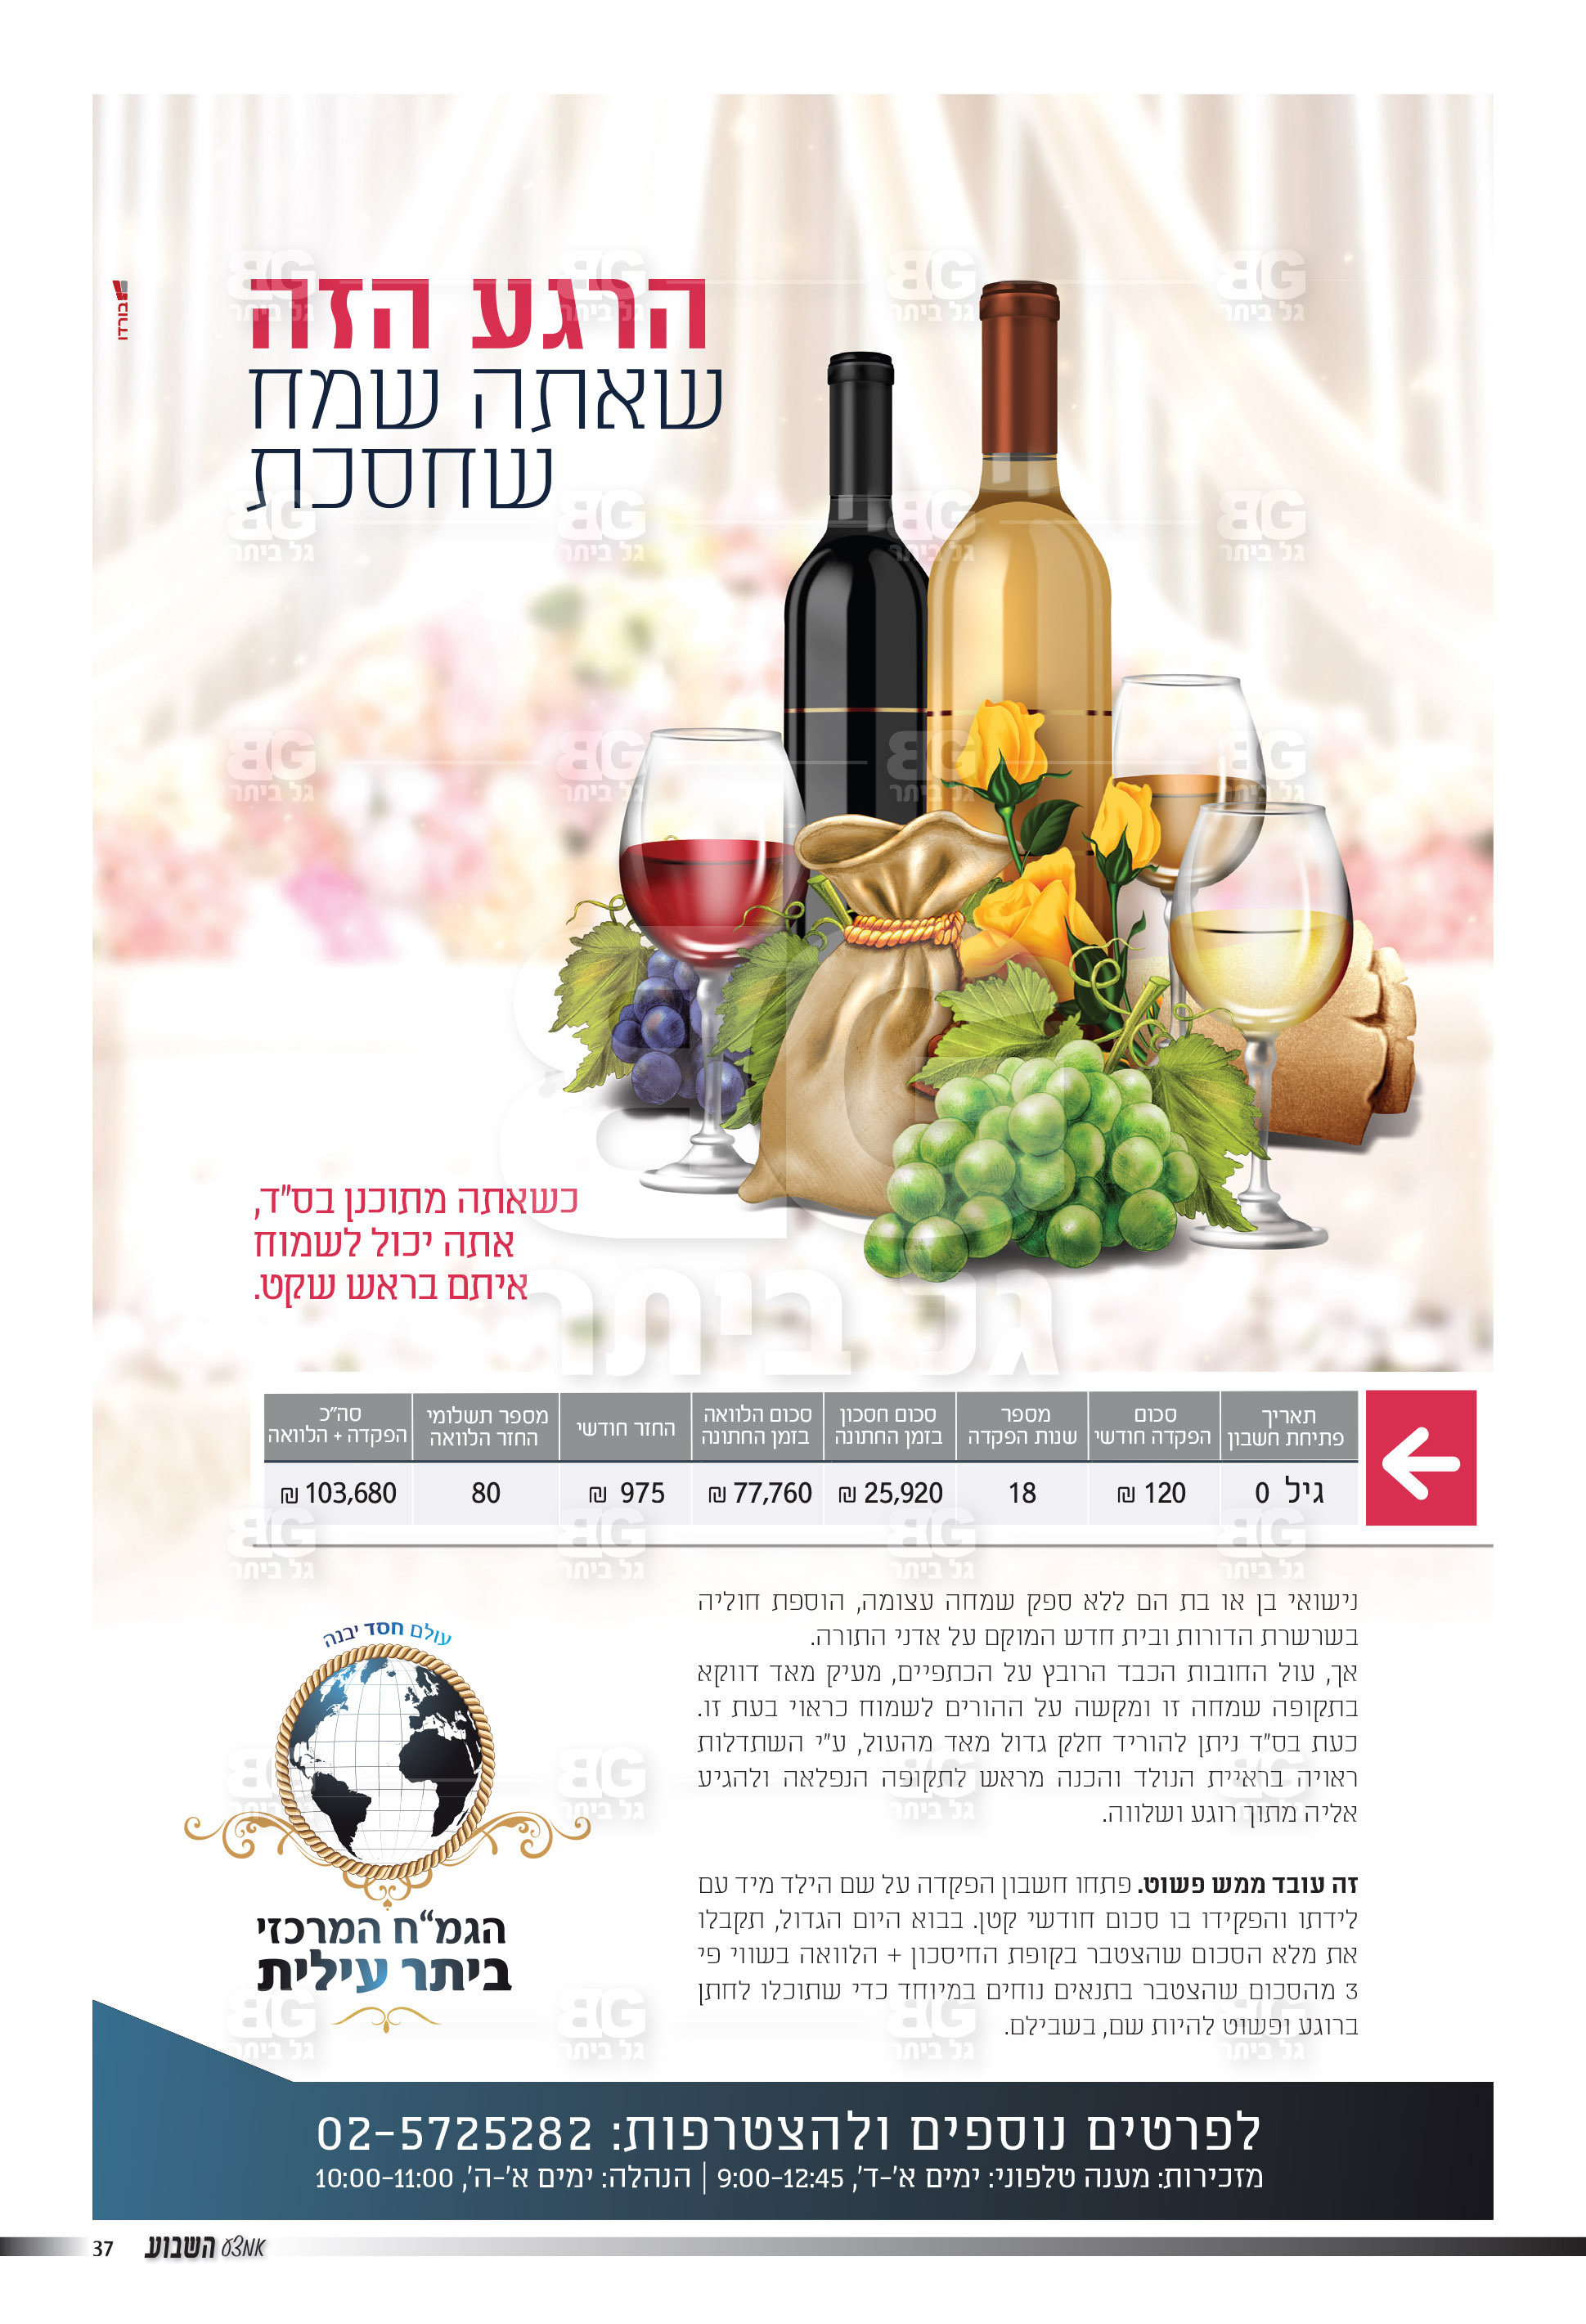 הרגע הזה
שאתה שמח
שחסכת
בורדו
כשאתה מתוכנן בס"ד,
אתה יכול לשמוח
איתם בראש שקט.
תאריך פתיחת חשבון | סכום הפקדה חודשי | מספר שנות הפקדה | סכום חסכון בזמן החתונה | סכום הלוואה בזמן החתונה | החזר חודשי | מספר תשלומי החזר הלוואה | סה"כ הפקדה + הלוואה
גיל 0 | 120 ₪ | 18 | 25,920 ₪ | 77,760 ₪ | 975 ₪ | 80 | 103,680 ₪
נישואי בן או בת הם ללא ספק שמחה עצומה, הוספת חוליה
בשרשרת הדורות ובית חדש המוקם על אדני התורה.
אך, עול החובות הכבד הרובץ על הכתפיים, מעיק מאד דווקא
בתקופה שמחה זו ומקשה על ההורים לשמוח כראוי בעת זו.
כעת בס"ד ניתן להוריד חלק גדול מאד מהעול, ע"י השתדלות
ראויה בראיית הנולד והכנה מראש לתקופה הנפלאה ולהגיע
אליה מתוך רוגע ושלווה.
זה עובד ממש פשוט. פתחו חשבון הפקדה על שם הילד מיד עם
לידתו והפקידו בו סכום חודשי קטן. בבוא היום הגדול, תקבלו
את מלא הסכום שהצטבר בקופת החיסכון + הלוואה בשווי פי
3 מהסכום שהצטבר בתנאים נוחים במיוחד כדי שתוכלו לחתן
ברוגע ופשוט להיות שם, בשבילם.
עולם חסד יבנה
הגמ"ח המרכזי
ביתר עילית
לפרטים נוספים ולהצטרפות: 02-5725282
מזכירות: מענה טלפוני: ימים א'-ד', 9:00-12:45 | הנהלה: ימים א'-ה', 10:00-11:00
אמצע השבוע 37
BG
גל ביתר